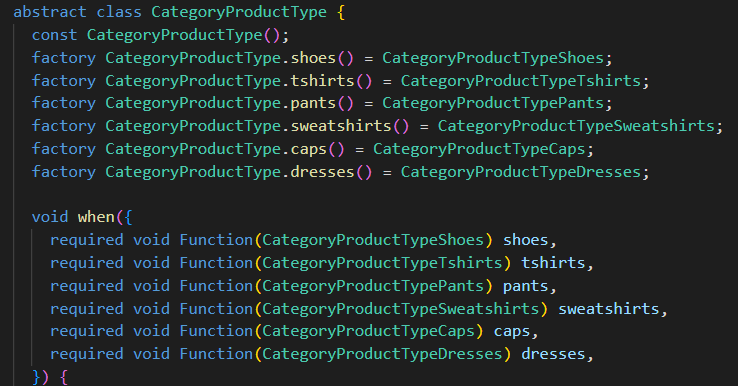 abstract class CategoryProductType {
const CategoryProductType();
factory CategoryProductType.shoes() = CategoryProductTypeShoes;
factory CategoryProductType.tshirts() = CategoryProductTypeTshirts;
factory CategoryProductType.pants() = CategoryProductTypePants;
factory CategoryProductType.sweatshirts() = CategoryProductTypeSweatshirts;
factory CategoryProductType.caps() = CategoryProductTypeCaps;
factory CategoryProductType.dresses() = CategoryProductTypeDresses;
void when({
required void Function(CategoryProductTypeShoes) shoes,
required void Function(CategoryProductTypeTshirts) tshirts,
required void Function(CategoryProductTypePants) pants,
required void Function(CategoryProductTypeSweatshirts) sweatshirts,
required void Function(CategoryProductTypeCaps) caps,
required void Function(CategoryProductTypeDresses) dresses,
}) {